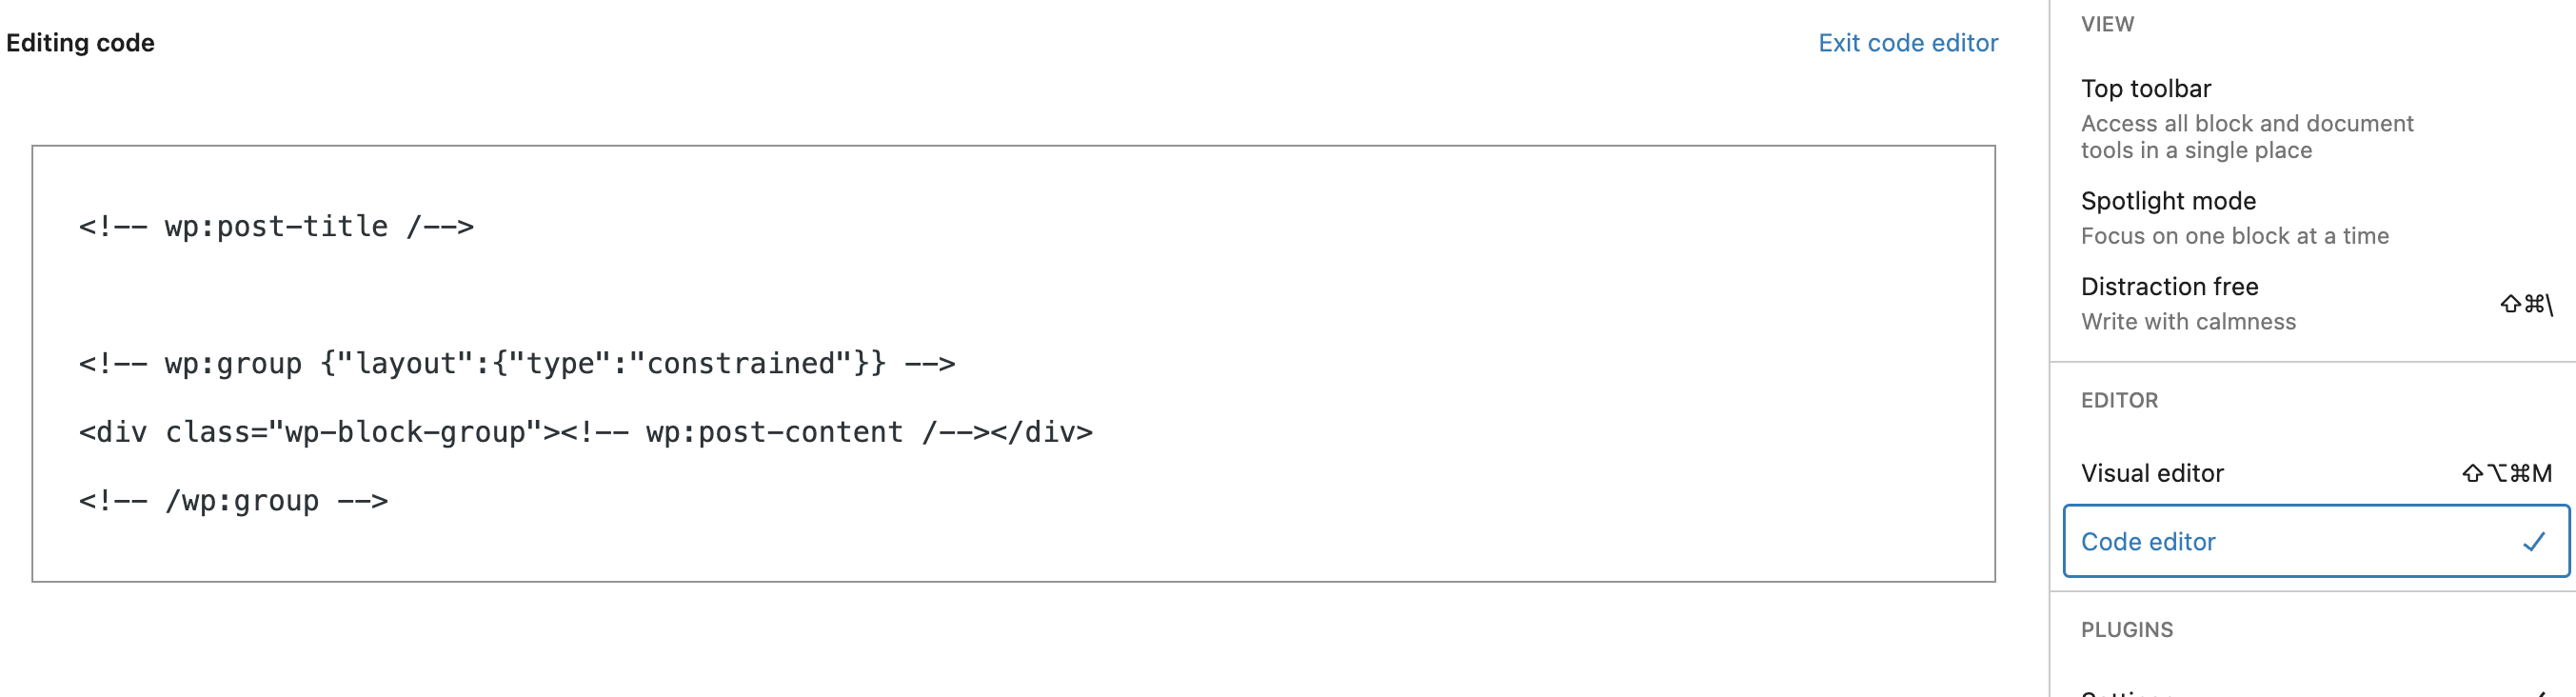 Editing code
Exit code editor
<!-- wp:post-title /-->
<!-- wp:group {"layout":{"type":"constrained"}} -->
<div class="wp-block-group"><!-- wp:post-content /--></div>
<!-- /wp:group -->
VIEW
Top toolbar
Access all block and document
tools in a single place
Spotlight mode
Focus on one block at a time
Distraction free
⇧⌘\
Write with calmness
EDITOR
Visual editor ⇧⌥⌘M
Code editor
PLUGINS